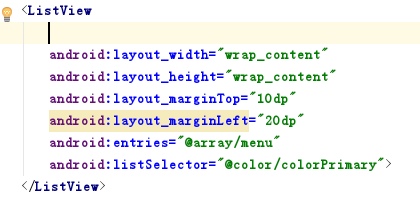 <ListView
android:layout_width="wrap_content"
android:layout_height="wrap_content"
android:layout_marginTop="10dp"
android:layout_marginLeft="20dp"
android:entries="@array/menu"
android:listSelector="@color/colorPrimary">
</ListView>